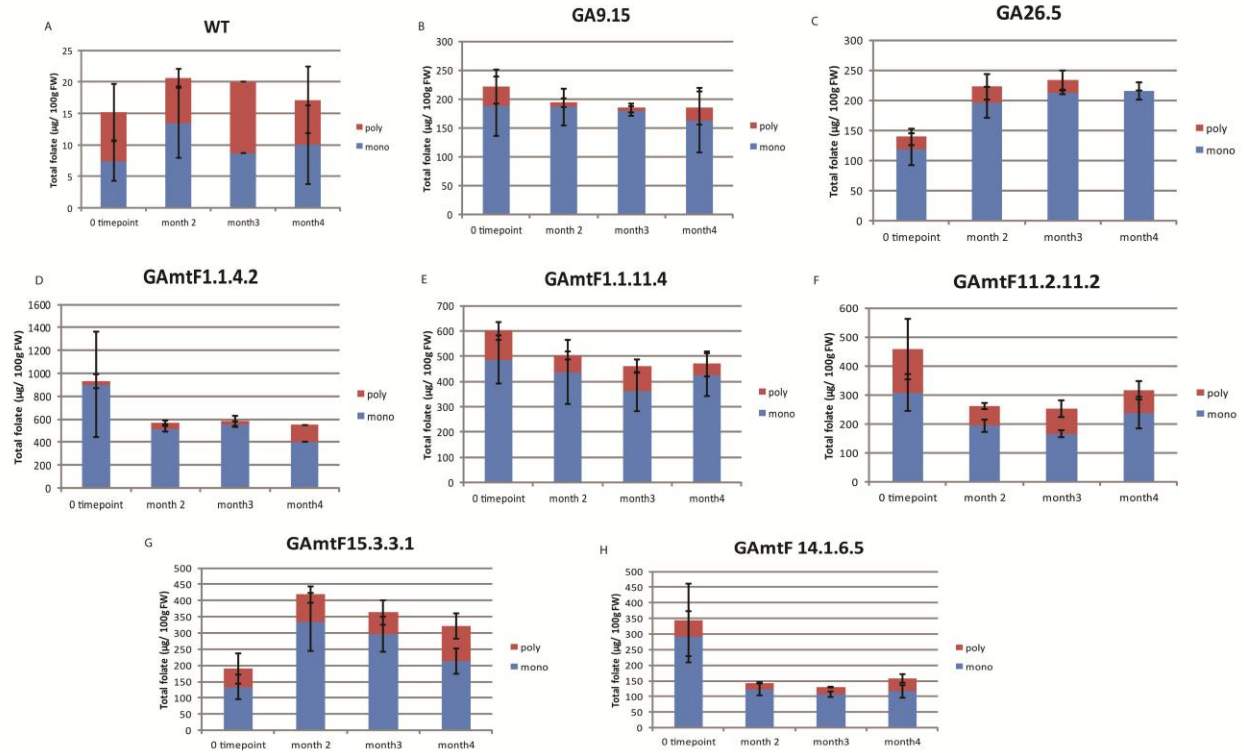 A
WT
Total folate (µg/ 100g FW)
25
20
15
10
5
0
0 timepoint month 2 month3 month4
poly
mono
B
GA9.15
Total folate (µg/ 100g FW)
300
250
200
150
100
50
0
0 timepoint month 2 month3 month4
poly
mono
C
GA26.5
Total folate (µg/ 100g FW)
300
250
200
150
100
50
0
0 timepoint month 2 month3 month4
poly
mono
D
GAmtF1.1.4.2
Total folate (µg/ 100g FW)
1600
1400
1200
1000
800
600
400
200
0
0 timepoint month 2 month3 month4
poly
mono
E
GAmtF1.1.11.4
Total folate (µg/ 100g FW)
700
600
500
400
300
200
100
0
0 timepoint month 2 month3 month4
poly
mono
F
GAmtF11.2.11.2
Total folate (µg/ 100g FW)
600
500
400
300
200
100
0
0 timepoint month 2 month3 month4
poly
mono
G
GAmtF15.3.3.1
Total folate (µg/ 100g FW)
500
450
400
350
300
250
200
150
100
50
0
0 timepoint month 2 month3 month4
poly
mono
H
GAmtF 14.1.6.5
Total folate (µg/ 100g FW)
500
450
400
350
300
250
200
150
100
50
0
0 timepoint month 2 month3 month4
poly
mono